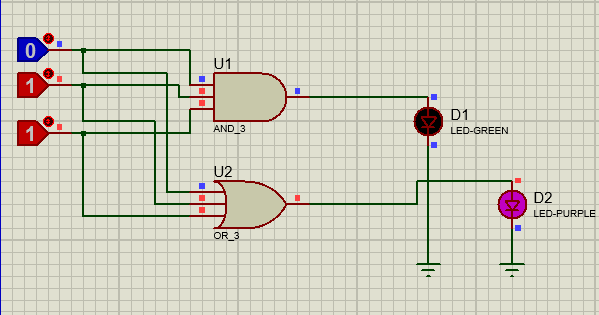 0
1
1
U1
AND_3
U2
OR_3
D1
LED-GREEN
D2
LED-PURPLE